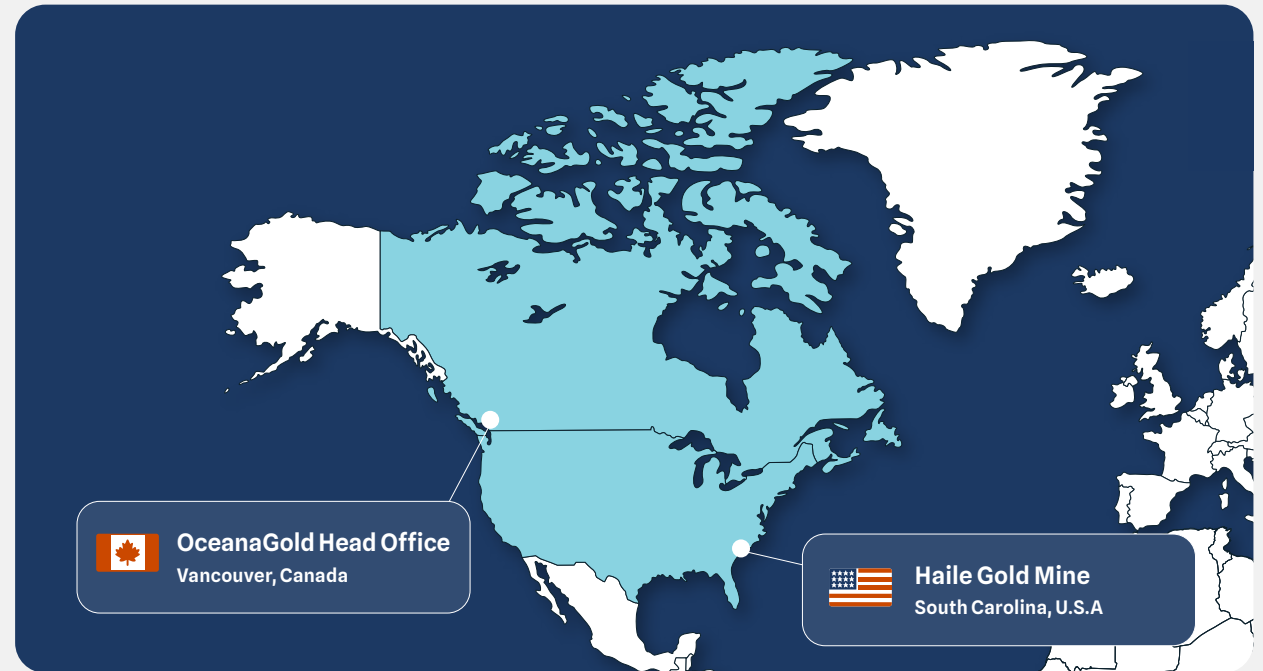 OceanaGold Head Office
Vancouver, Canada
Haile Gold Mine
South Carolina, U.S.A